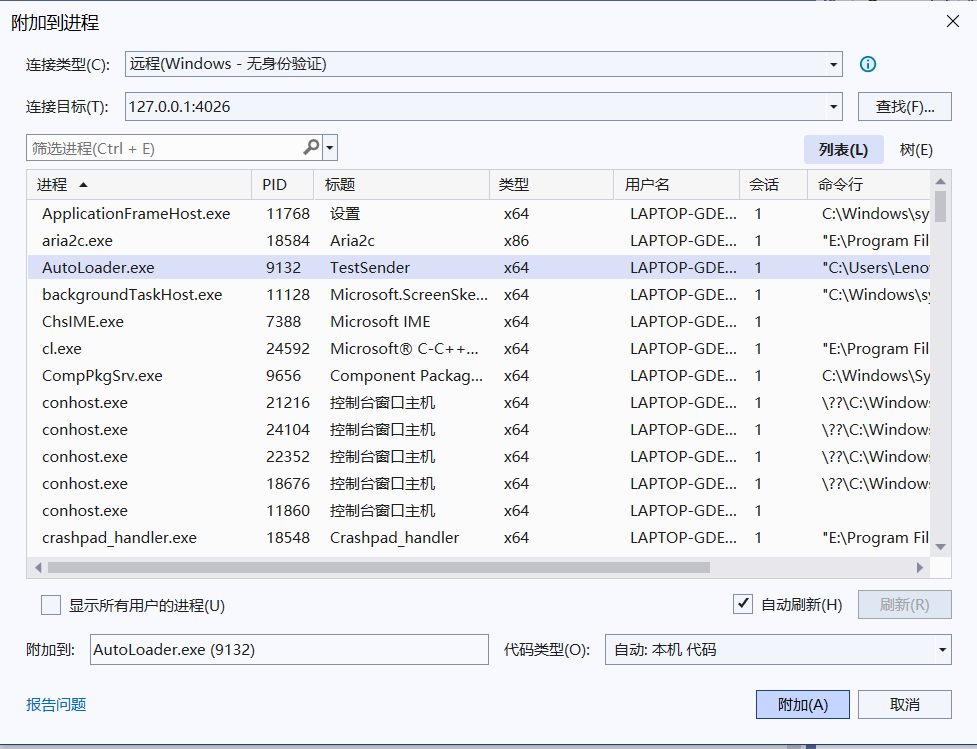 附加到进程
连接类型(C): 远程(Windows - 无身份验证)
连接目标(T): 127.0.0.1:4026 查找(F)...
筛选进程(Ctrl + E) 列表(L) 树(E)
进程 PID 标题 类型 用户名 会话 命令行
ApplicationFrameHost.exe 11768 设置 x64 LAPTOP-GDE... 1 C:\Windows\sy
aria2c.exe 18584 Aria2c x86 LAPTOP-GDE... 1 "E:\Program Fil
AutoLoader.exe 9132 TestSender x64 LAPTOP-GDE... 1 "C:\Users\Leno
backgroundTaskHost.exe 11128 Microsoft.ScreenSke... x64 LAPTOP-GDE... 1 "C:\Windows\sy
ChsIME.exe 7388 Microsoft IME x64 LAPTOP-GDE... 1
cl.exe 24592 Microsoft® C-C++... x64 LAPTOP-GDE... 1 "E:\Program Fil
CompPkgSrv.exe 9656 Component Packag... x64 LAPTOP-GDE... 1 C:\Windows\Sy
conhost.exe 21216 控制台窗口主机 x64 LAPTOP-GDE... 1 \??\C:\Windows
conhost.exe 24104 控制台窗口主机 x64 LAPTOP-GDE... 1 \??\C:\Windows
conhost.exe 22352 控制台窗口主机 x64 LAPTOP-GDE... 1 \??\C:\Windows
conhost.exe 18676 控制台窗口主机 x64 LAPTOP-GDE... 1 \??\C:\Windows
conhost.exe 11860 控制台窗口主机 x64 LAPTOP-GDE... 1
crashpad_handler.exe 18548 Crashpad_handler x64 LAPTOP-GDE... 1 "E:\Program Fil
显示所有用户的进程(U) 自动刷新(H) 刷新(R)
附加到: AutoLoader.exe (9132) 代码类型(O): 自动: 本机 代码
报告问题 附加(A) 取消